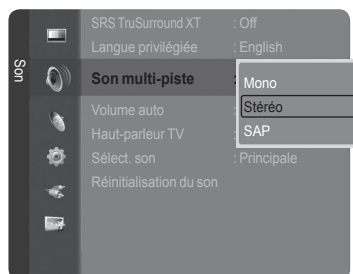 Son
SRS TruSurround XT : Off
Langue privilégiée : English
Son multi-piste :
Mono
Stéréo
SAP
Volume auto
Haut-parleur TV
Sélect. son : Principale
Réinitialisation du son